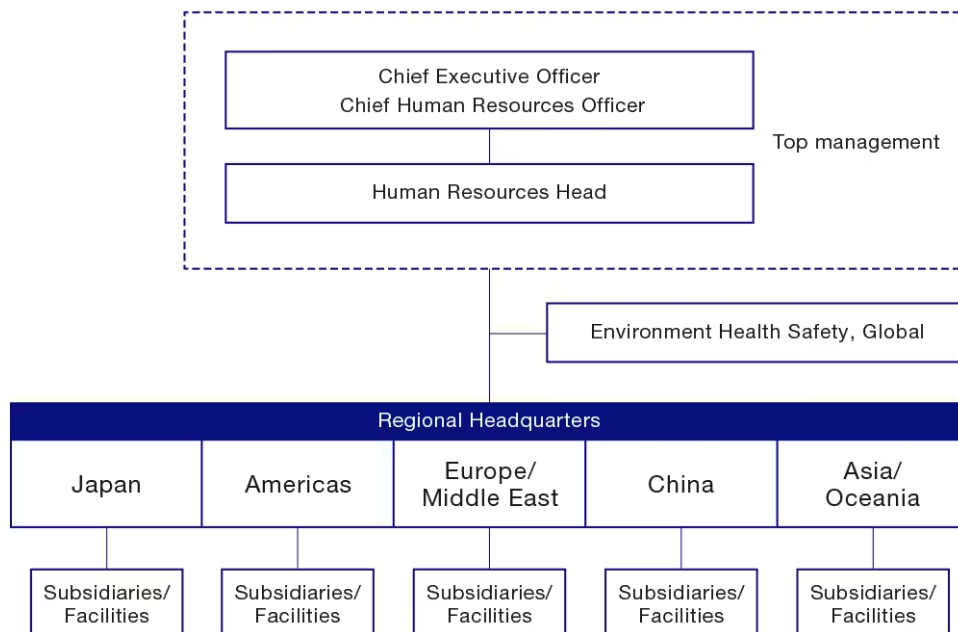 Chief Executive Officer
Chief Human Resources Officer
Top management
Human Resources Head
Environment Health Safety, Global
Regional Headquarters
Japan
Americas
Europe/
Middle East
China
Asia/
Oceania
Subsidiaries/
Facilities
Subsidiaries/
Facilities
Subsidiaries/
Facilities
Subsidiaries/
Facilities
Subsidiaries/
Facilities